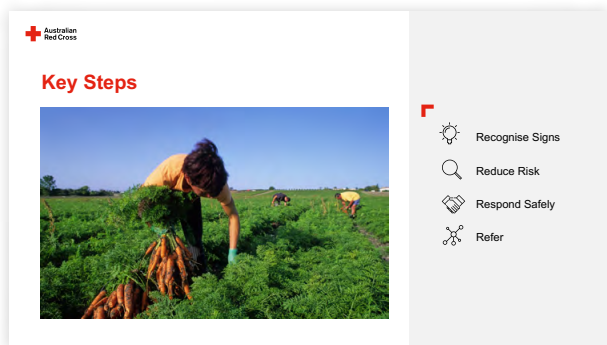 Australian
Red Cross
Key Steps
Recognise Signs
Reduce Risk
Respond Safely
Refer